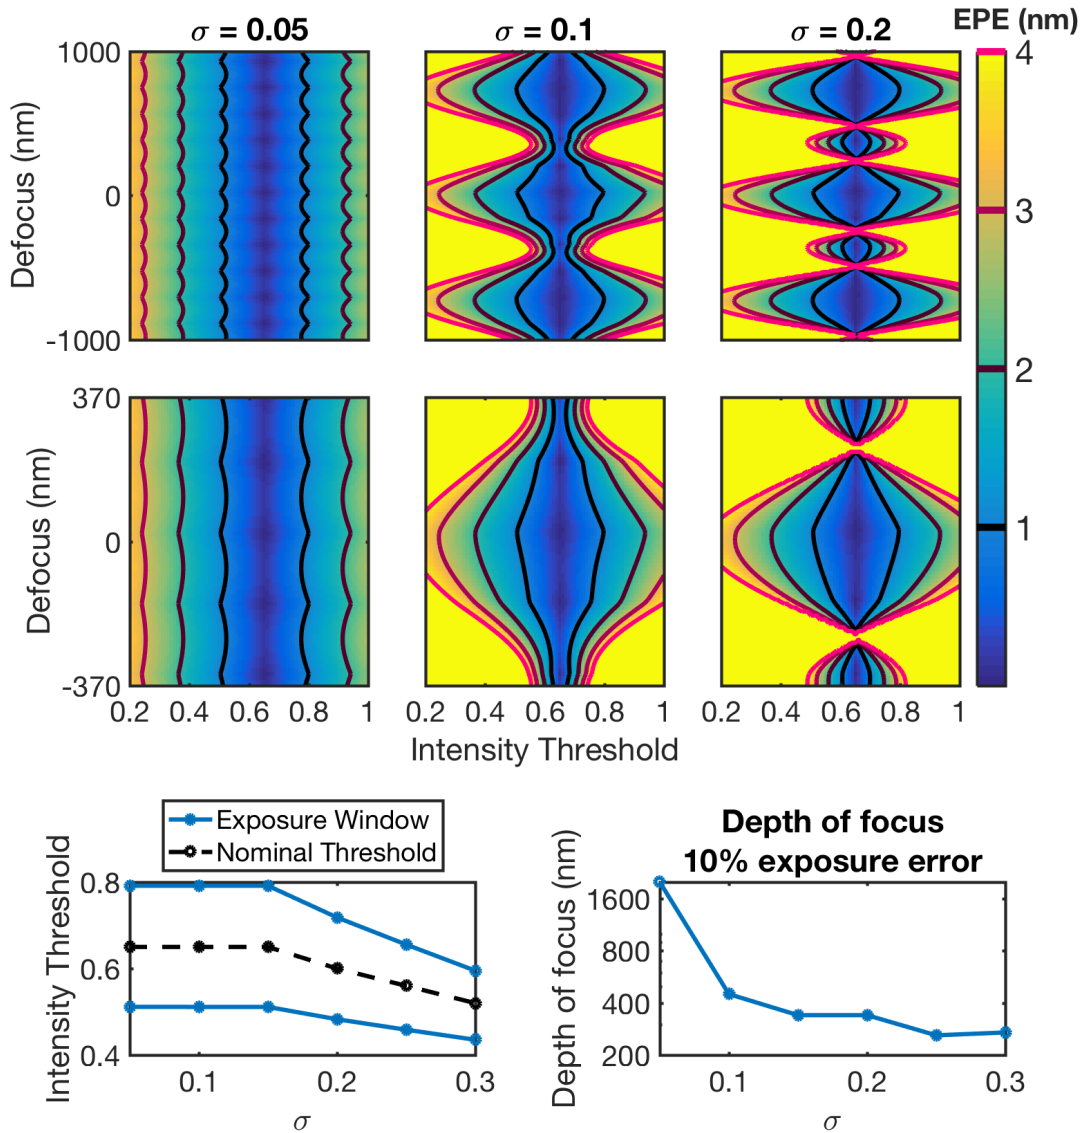 σ = 0.05 σ = 0.1 σ = 0.2 EPE (nm)
1000
0
-1000
Defocus (nm)
4
3
2
1
370
0
-370
Defocus (nm)
0.2 0.4 0.6 0.8 1 0.2 0.4 0.6 0.8 1 0.2 0.4 0.6 0.8 1
Intensity Threshold
Exposure Window
Nominal Threshold
Intensity Threshold
0.8
0.6
0.4
0.1 0.2 0.3
σ
Depth of focus
10% exposure error
Depth of focus (nm)
1600
800
400
200
0.1 0.2 0.3
σ